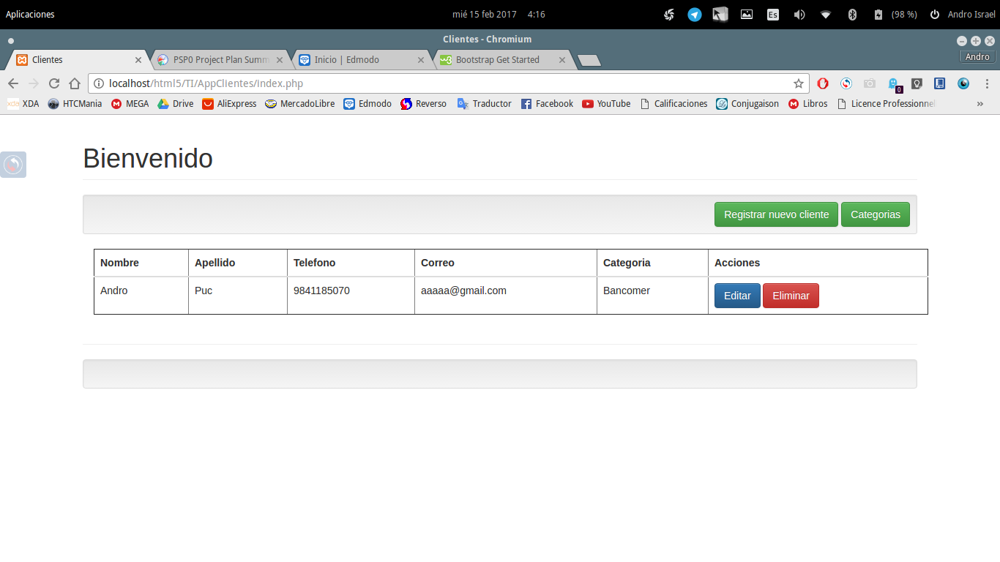 Aplicaciones mié 15 feb 2017 4:16 Es (98 %) Andro Israel
Clientes - Chromium
Clientes PSP0 Project Plan Summ Inicio | Edmodo Bootstrap Get Started Andro
localhost/html5/TI/AppClientes/index.php 0
XDA HTCMania MEGA Drive AliExpress MercadoLibre Edmodo Reverso Traductor Facebook YouTube Calificaciones Conjugaison Libros Licence Professionnel »
Bienvenido
Registrar nuevo cliente Categorias
Nombre Apellido Telefono Correo Categoria Acciones
Andro Puc 9841185070 aaaaa@gmail.com Bancomer Editar Eliminar